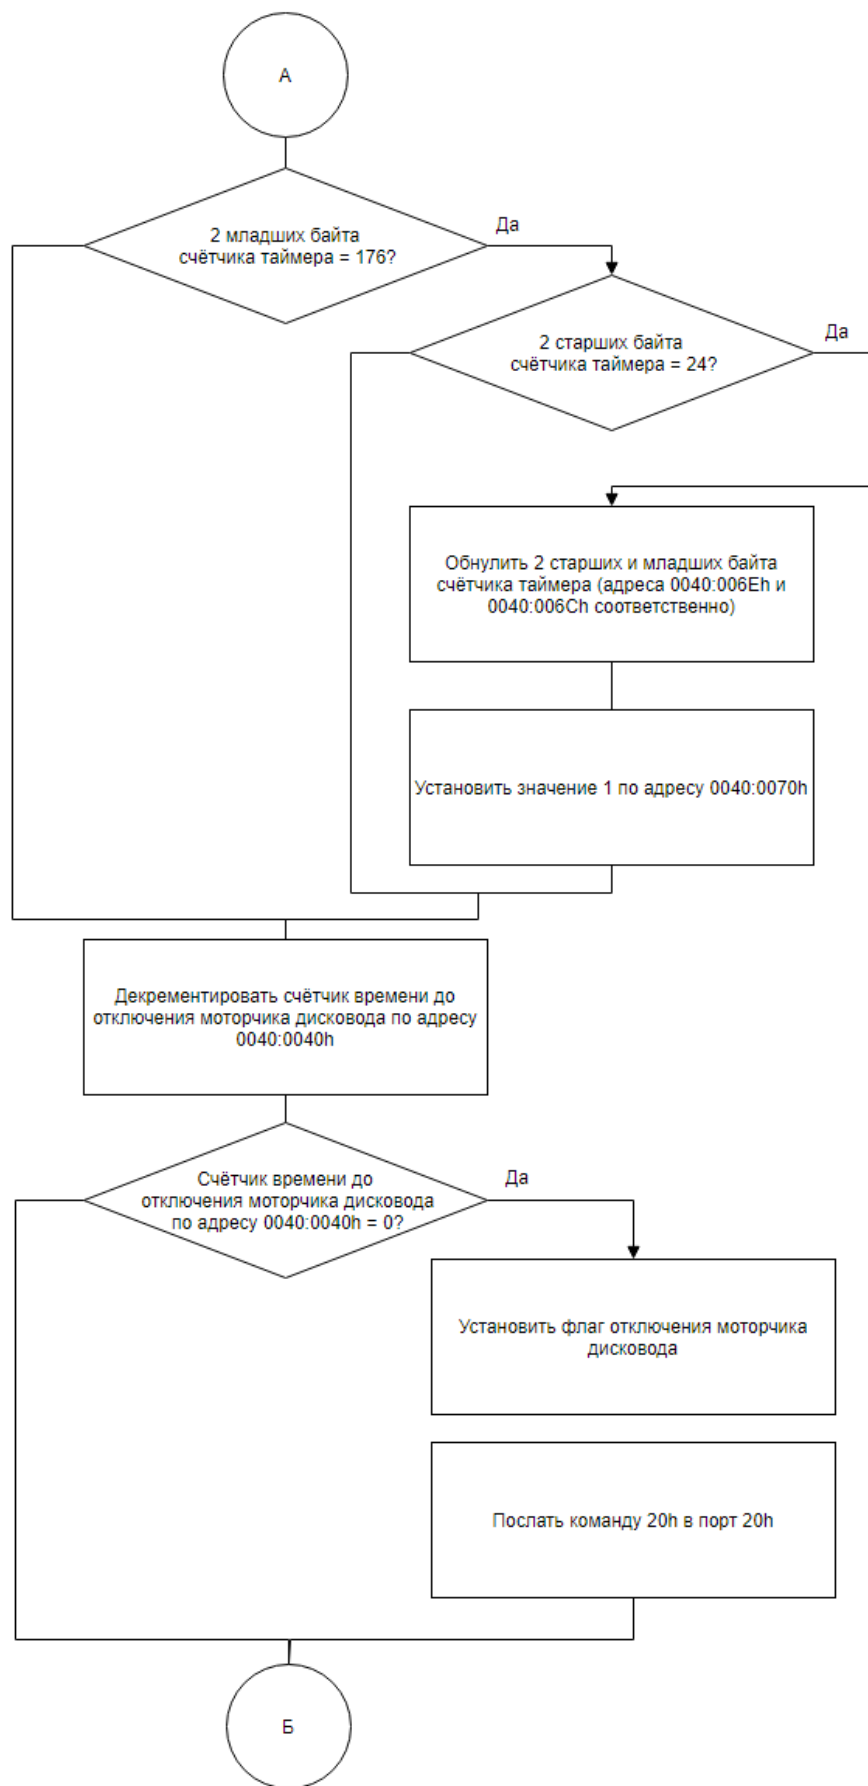 А
2 младших байта
счётчика таймера = 176?
Да
2 старших байта
счётчика таймера = 24?
Да
Обнулить 2 старших и младших байта
счётчика таймера (адреса 0040:006Eh и
0040:006Ch соответственно)
Установить значение 1 по адресу 0040:0070h
Декрементировать счётчик времени до
отключения моторчика дисковода по адресу
0040:0040h
Счётчик времени до
отключения моторчика дисковода
по адресу 0040:0040h = 0?
Да
Установить флаг отключения моторчика
дисковода
Послать команду 20h в порт 20h
Б